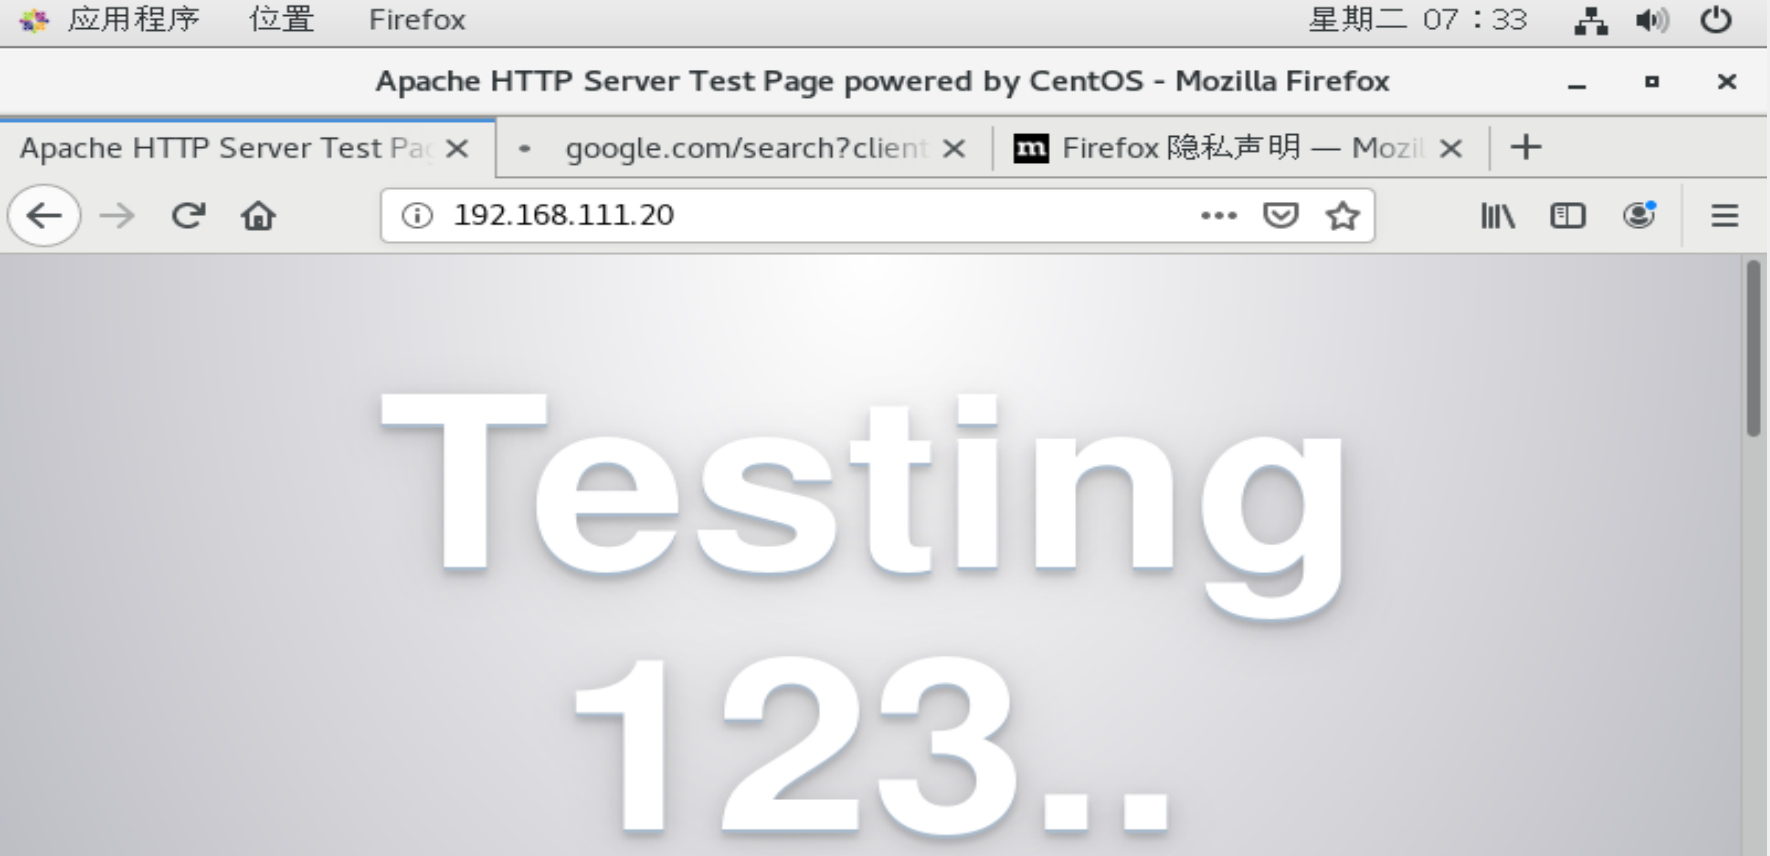 应用程序 位置 Firefox 星期二 07：33
Apache HTTP Server Test Page powered by CentOS - Mozilla Firefox
Apache HTTP Server Test Pag google.com/search?client Firefox 隐私声明 — Mozil
192.168.111.20
Testing
123..